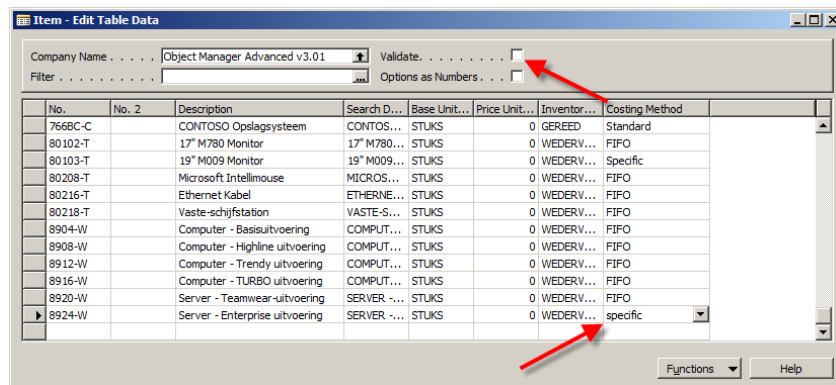 Item - Edit Table Data
Company Name . . . . . Object Manager Advanced v3.01 Validate. . . . . . . . .
Filter . . . . . . . . . . Options as Numbers. . .
No. No. 2 Description Search D... Base Unit... Price Unit... Inventor... Costing Method
766BC-C CONTOSO Opslagsysteem CONTOS... STUKS 0 GEREED Standard
80102-T 17" M780 Monitor 17" M780... STUKS 0 WEDERV... FIFO
80103-T 19" M009 Monitor 19" M009... STUKS 0 WEDERV... Specific
80208-T Microsoft Intellimouse MICROS... STUKS 0 WEDERV... FIFO
80216-T Ethernet Kabel ETHERNE... STUKS 0 WEDERV... FIFO
80218-T Vaste-schijfstation VASTE-S... STUKS 0 WEDERV... FIFO
8904-W Computer - Basisuitvoering COMPUT... STUKS 0 WEDERV... FIFO
8908-W Computer - Highline uitvoering COMPUT... STUKS 0 WEDERV... FIFO
8912-W Computer - Trendy uitvoering COMPUT... STUKS 0 WEDERV... FIFO
8916-W Computer - TURBO uitvoering COMPUT... STUKS 0 WEDERV... FIFO
8920-W Server - Teamwear-uitvoering SERVER -... STUKS 0 WEDERV... FIFO
8924-W Server - Enterprise uitvoering SERVER -... STUKS 0 WEDERV... specific
Functions Help